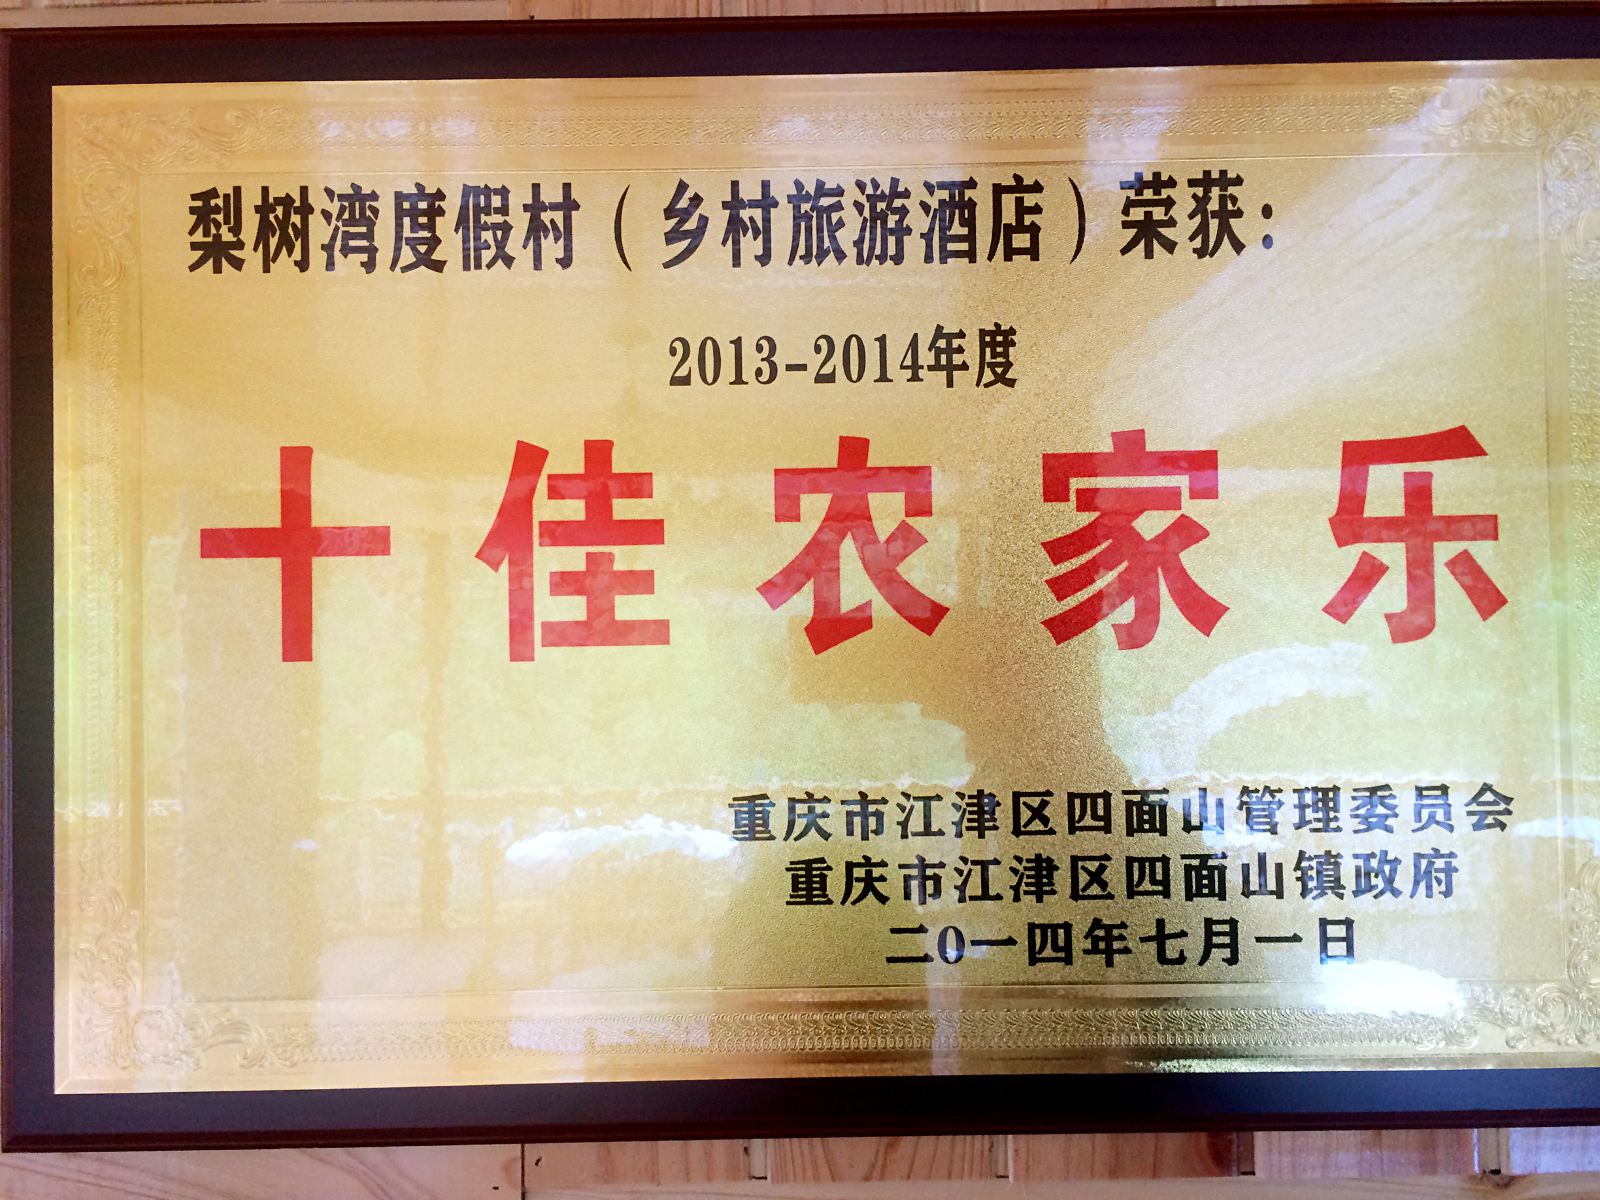 梨树湾度假村（乡村旅游酒店）荣获：
2013-2014年度
十佳农家乐
重庆市江津区四面山管理委员会
重庆市江津区四面山镇政府
二0一四年七月一日